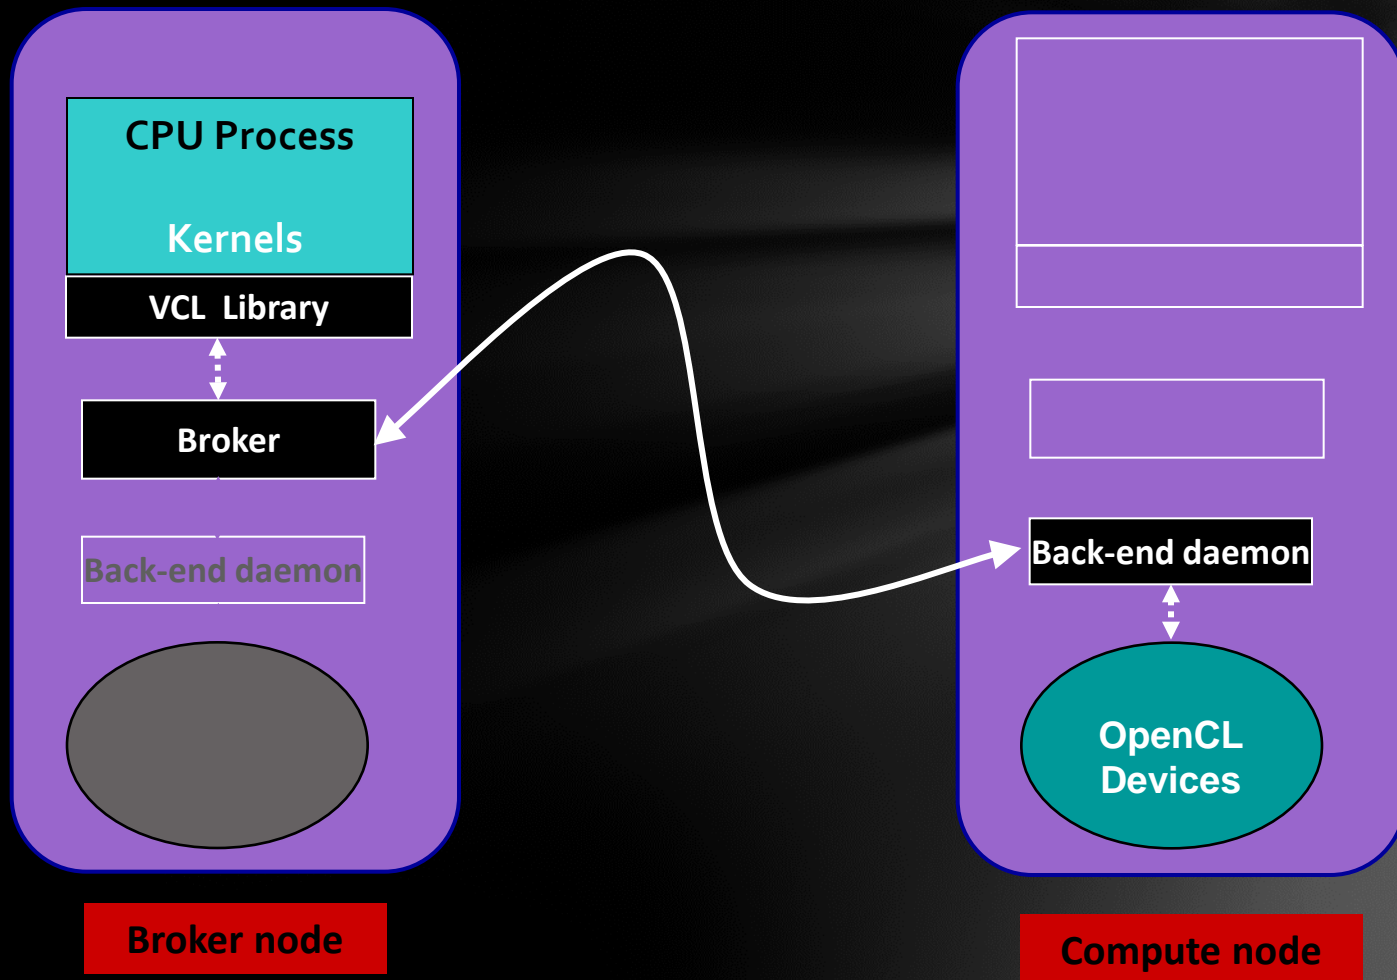 CPU Process
Kernels
VCL Library
Broker
Back-end daemon
Broker node
Back-end daemon
OpenCL
Devices
Compute node